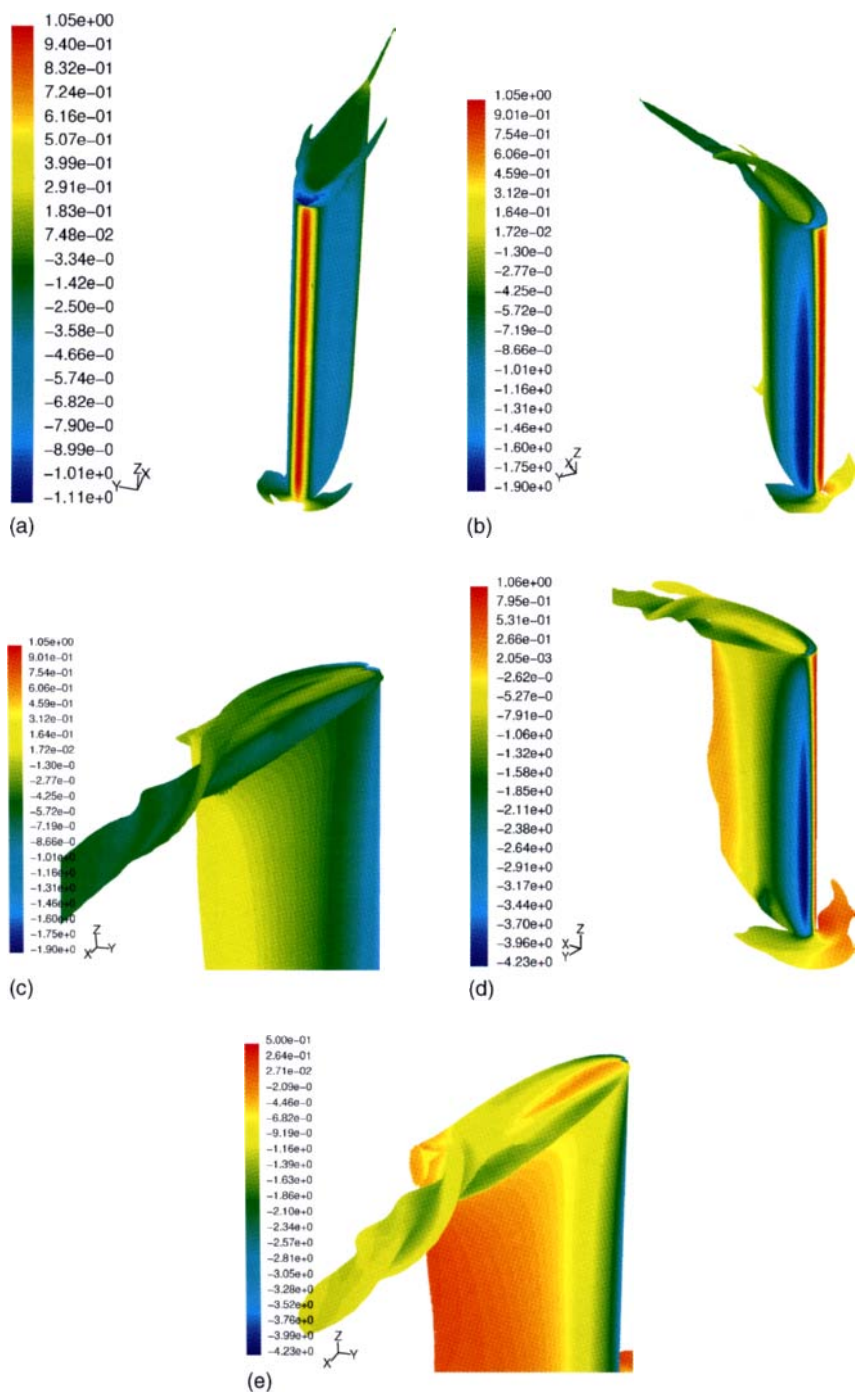 1.05e+00
9.40e-01
8.32e-01
7.24e-01
6.16e-01
5.07e-01
3.99e-01
2.91e-01
1.83e-01
7.48e-02
-3.34e-0
-1.42e-0
-2.50e-0
-3.58e-0
-4.66e-0
-5.74e-0
-6.82e-0
-7.90e-0
-8.99e-0
-1.01e+0
-1.11e+0
Z
X
Y
(a)
1.05e+00
9.01e-01
7.54e-01
6.06e-01
4.59e-01
3.12e-01
1.64e-01
1.72e-02
-1.30e-0
-2.77e-0
-4.25e-0
-5.72e-0
-7.19e-0
-8.66e-0
-1.01e+0
-1.16e+0
-1.31e+0
-1.46e+0
-1.60e+0
-1.75e+0
-1.90e+0
X
Z
Y
(b)
1.05e+00
9.01e-01
7.54e-01
6.06e-01
4.59e-01
3.12e-01
1.64e-01
1.72e-02
-1.30e-0
-2.77e-0
-4.25e-0
-5.72e-0
-7.19e-0
-8.66e-0
-1.01e+0
-1.16e+0
-1.31e+0
-1.46e+0
-1.60e+0
-1.75e+0
-1.90e+0
Z
X
Y
(c)
1.06e+00
7.95e-01
5.31e-01
2.66e-01
2.05e-03
-2.62e-0
-5.27e-0
-7.91e-0
-1.06e+0
-1.32e+0
-1.58e+0
-1.85e+0
-2.11e+0
-2.38e+0
-2.64e+0
-2.91e+0
-3.17e+0
-3.44e+0
-3.70e+0
-3.96e+0
-4.23e+0
X
Z
Y
(d)
5.00e-01
2.64e-01
2.71e-02
-2.09e-0
-4.46e-0
-6.82e-0
-9.19e-0
-1.16e+0
-1.39e+0
-1.63e+0
-1.86e+0
-2.10e+0
-2.34e+0
-2.57e+0
-2.81e+0
-3.05e+0
-3.28e+0
-3.52e+0
-3.76e+0
-3.99e+0
-4.23e+0
Z
Y
X
(e)